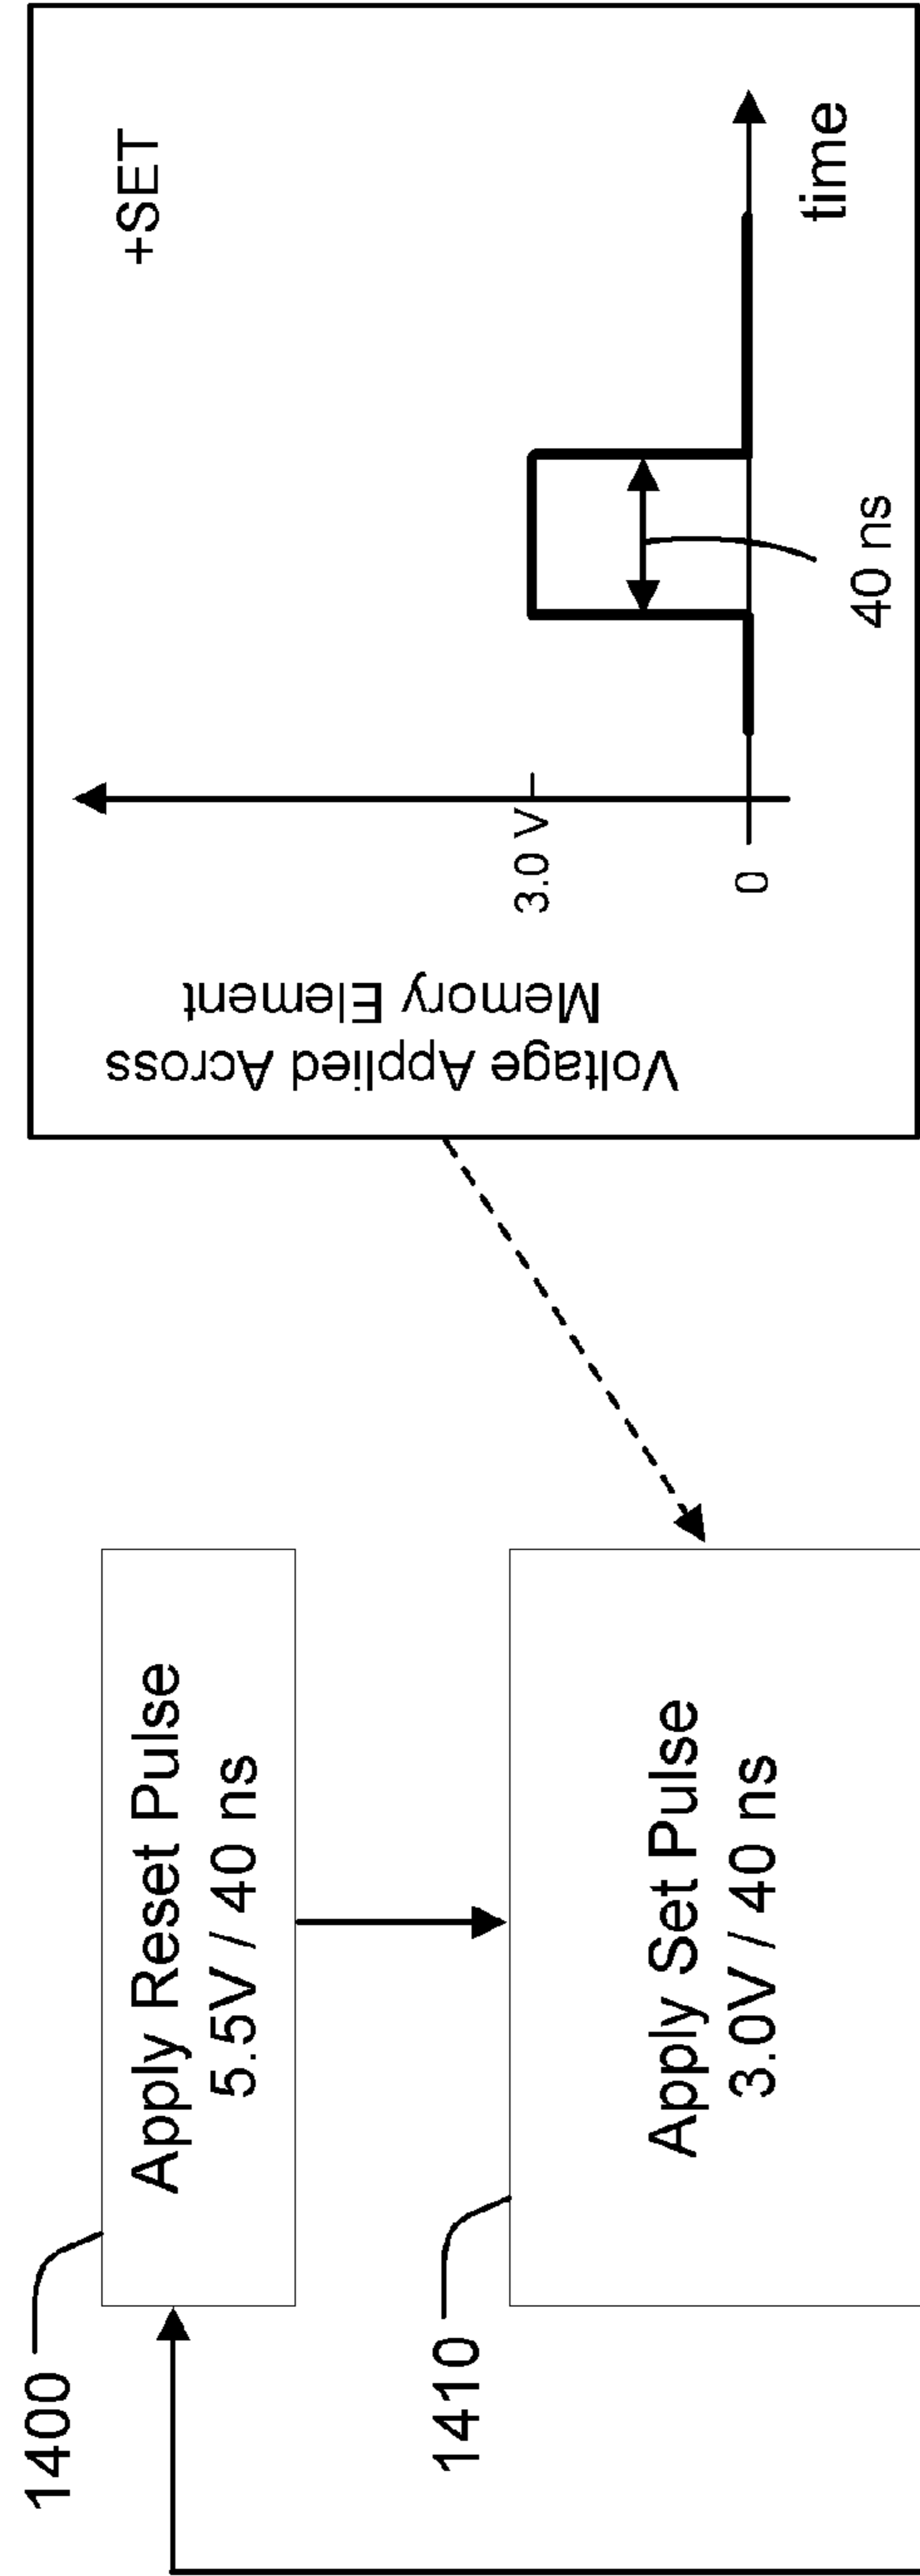 1400
Apply Reset Pulse
5.5V / 40 ns
1410
Apply Set Pulse
3.0V / 40 ns
Voltage Applied Across
Memory Element
+SET
3.0 V
0
time
40 ns